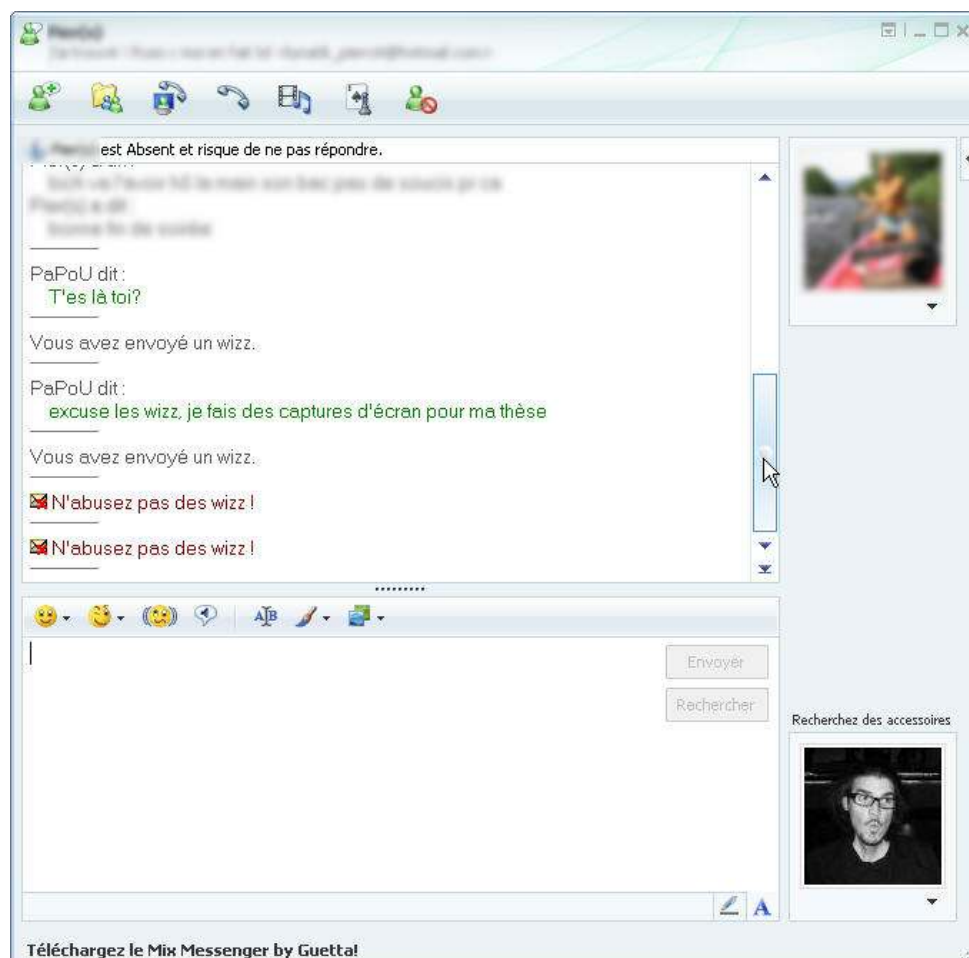 est Absent et risque de ne pas répondre.
PaPoU dit :
T'es là toi?
Vous avez envoyé un wizz.
PaPoU dit :
excuse les wizz, je fais des captures d'écran pour ma thèse
Vous avez envoyé un wizz.
N'abusez pas des wizz !
N'abusez pas des wizz !
Envoyer
Rechercher
Recherchez des accessoires
Téléchargez le Mix Messenger by Guetta!